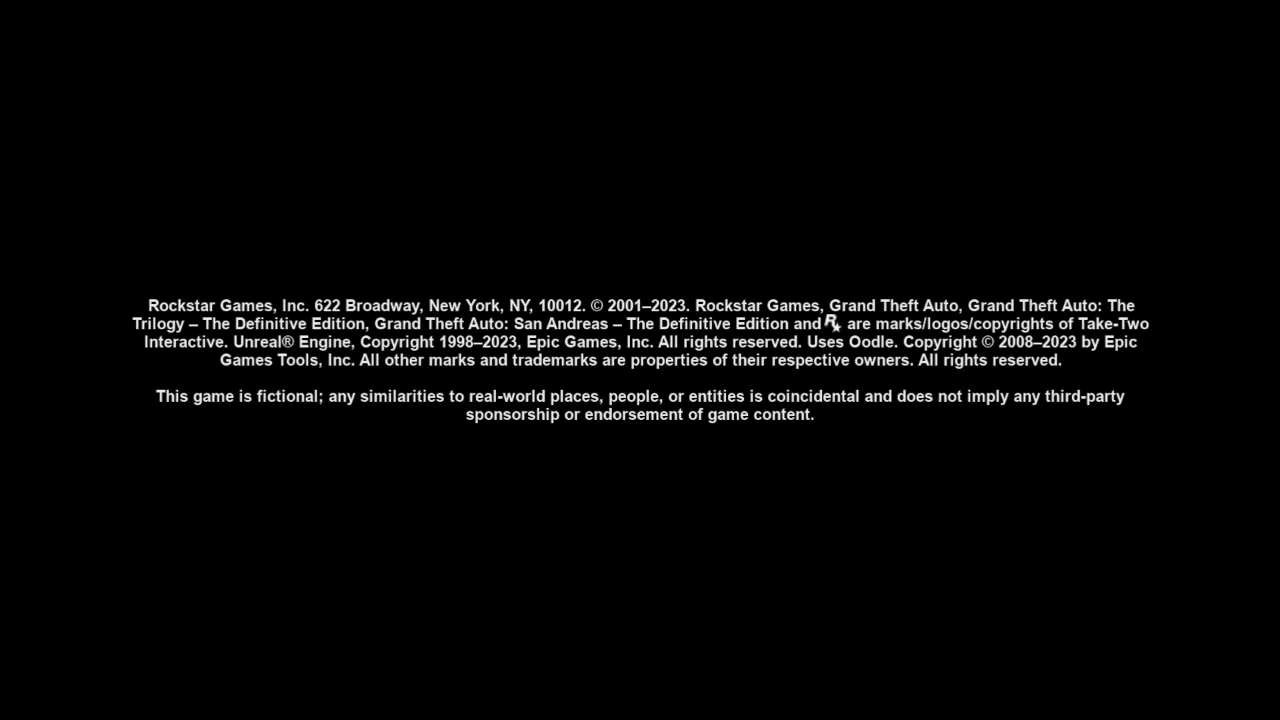 Rockstar Games, Inc. 622 Broadway, New York, NY, 10012. © 2001–2023. Rockstar Games, Grand Theft Auto, Grand Theft Auto: The
Trilogy – The Definitive Edition, Grand Theft Auto: San Andreas – The Definitive Edition and R★ are marks/logos/copyrights of Take-Two
Interactive. Unreal® Engine, Copyright 1998–2023, Epic Games, Inc. All rights reserved. Uses Oodle. Copyright © 2008–2023 by Epic
Games Tools, Inc. All other marks and trademarks are properties of their respective owners. All rights reserved.
This game is fictional; any similarities to real-world places, people, or entities is coincidental and does not imply any third-party
sponsorship or endorsement of game content.